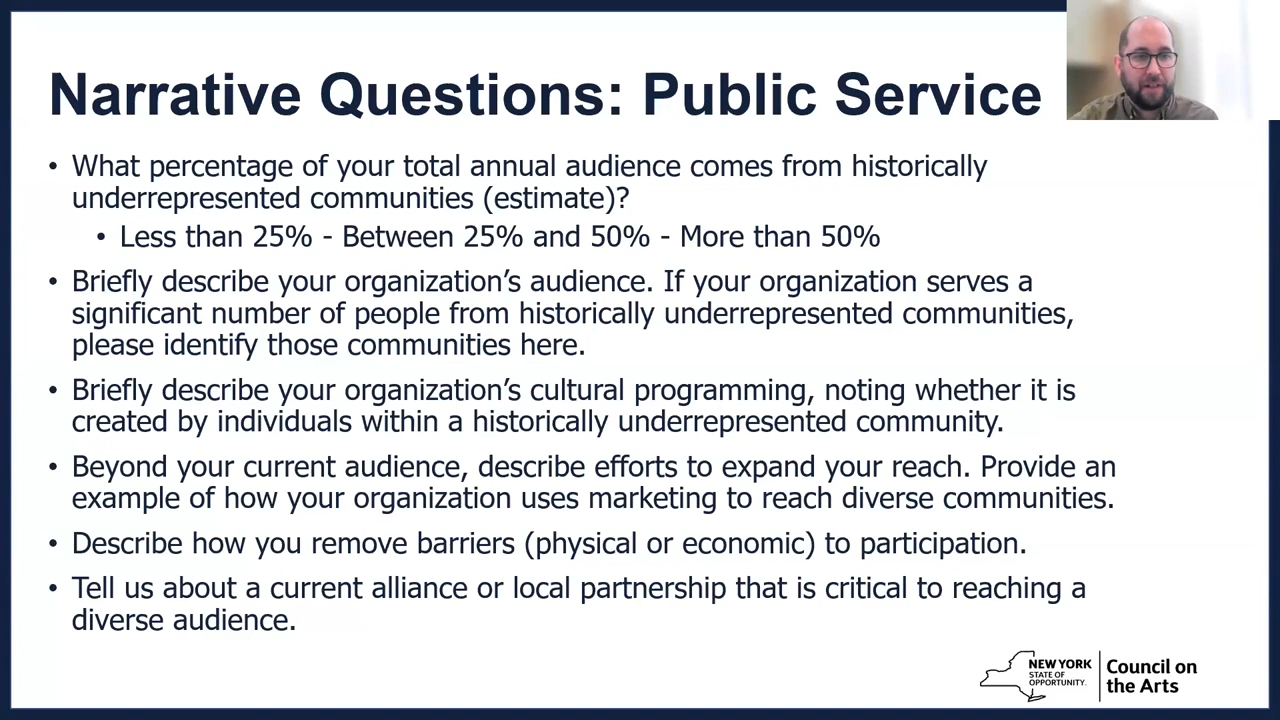 Narrative Questions: Public Service
• What percentage of your total annual audience comes from historically
underrepresented communities (estimate)?
• Less than 25% - Between 25% and 50% - More than 50%
• Briefly describe your organization’s audience. If your organization serves a
significant number of people from historically underrepresented communities,
please identify those communities here.
• Briefly describe your organization’s cultural programming, noting whether it is
created by individuals within a historically underrepresented community.
• Beyond your current audience, describe efforts to expand your reach. Provide an
example of how your organization uses marketing to reach diverse communities.
• Describe how you remove barriers (physical or economic) to participation.
• Tell us about a current alliance or local partnership that is critical to reaching a
diverse audience.
NEW YORK
STATE OF
OPPORTUNITY.
Council on
the Arts